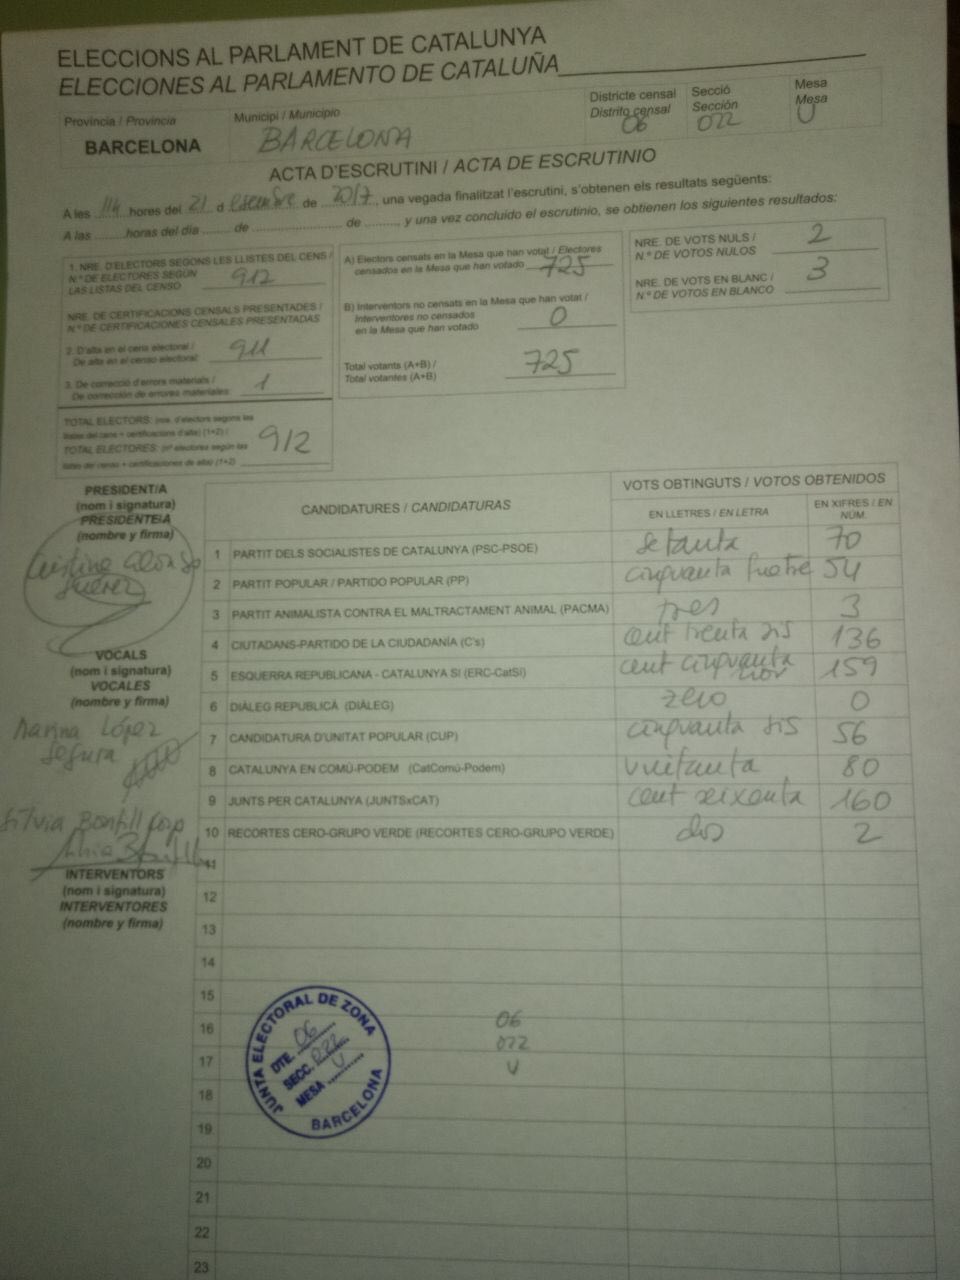 ELECCIONS AL PARLAMENT DE CATALUNYA
ELECCIONES AL PARLAMENTO DE CATALUÑA
Província / Provincia
BARCELONA
Municipi / Municipio
BARCELONA
Districte censal
Distrito censal
06
Secció
Sección
022
Mesa
Mesa
U
ACTA D'ESCRUTINI / ACTA DE ESCRUTINIO
A les hores del 21 d de 2017, una vegada finalitzat l'escrutini, s'obtenen els resultats següents:
A las horas del día de de y una vez concluido el escrutinio, se obtienen los siguientes resultados:
1. NRE. D'ELECTORS SEGONS LES LLISTES DEL CENS /
N.º DE ELECTORES SEGÚN
LAS LISTAS DEL CENSO 912
NRE. DE CERTIFICACIONS CENSALS PRESENTADES /
N.º DE CERTIFICACIONES CENSALES PRESENTADAS
2. D'alta en el cens electoral /
De alta en el censo electoral: 911
3. De correcció d'errors materials /
De corrección de errores materiales: 1
TOTAL ELECTORS: (nre. d'electors segons les
llistes del cens + certificacions d'alta) (1+2) /
TOTAL ELECTORES: (nº electores según las
listas del censo + certificaciones de alta) (1+2) 912
A) Electors censats en la Mesa que han votat / Electores
censados en la Mesa que han votado 725
B) Interventors no censats en la Mesa que han votat /
Interventores no censados
en la Mesa que han votado 0
Total votants (A+B) /
Total votantes (A+B) 725
NRE. DE VOTS NULS /
N.º DE VOTOS NULOS 2
NRE. DE VOTS EN BLANC /
N.º DE VOTOS EN BLANCO 3
PRESIDENT/A
(nom i signatura)
PRESIDENTE/A
(nombre y firma)
Cristina Alonso
Suárez
VOCALS
(nom i signatura)
VOCALES
(nombre y firma)
Marina López
Segura
Silvia Bonfill
INTERVENTORS
(nom i signatura)
INTERVENTORES
(nombre y firma)
CANDIDATURES / CANDIDATURAS
VOTS OBTINGUTS / VOTOS OBTENIDOS
EN LLETRES / EN LETRA
EN XIFRES / EN NÚM.
1 PARTIT DELS SOCIALISTES DE CATALUNYA (PSC-PSOE) setanta 70
2 PARTIT POPULAR / PARTIDO POPULAR (PP) cinquanta quatre 54
3 PARTIT ANIMALISTA CONTRA EL MALTRACTAMENT ANIMAL (PACMA) tres 3
4 CIUTADANS-PARTIDO DE LA CIUDADANÍA (C's) cent trenta sis 136
5 ESQUERRA REPUBLICANA - CATALUNYA SI (ERC-CatSí) cent cinquanta nou 159
6 DIÀLEG REPUBLICÀ (DIÀLEG) zero 0
7 CANDIDATURA D'UNITAT POPULAR (CUP) cinquanta sis 56
8 CATALUNYA EN COMÚ-PODEM (CatComú-Podem) vuitanta 80
9 JUNTS PER CATALUNYA (JUNTSxCAT) cent seixanta 160
10 RECORTES CERO-GRUPO VERDE (RECORTES CERO-GRUPO VERDE) dos 2
11
12
13
14
15
16
17
18
19
20
21
22
23
06
022
U
JUNTA ELECTORAL DE ZONA
DTE. 06
SECC. 022
MESA U
BARCELONA